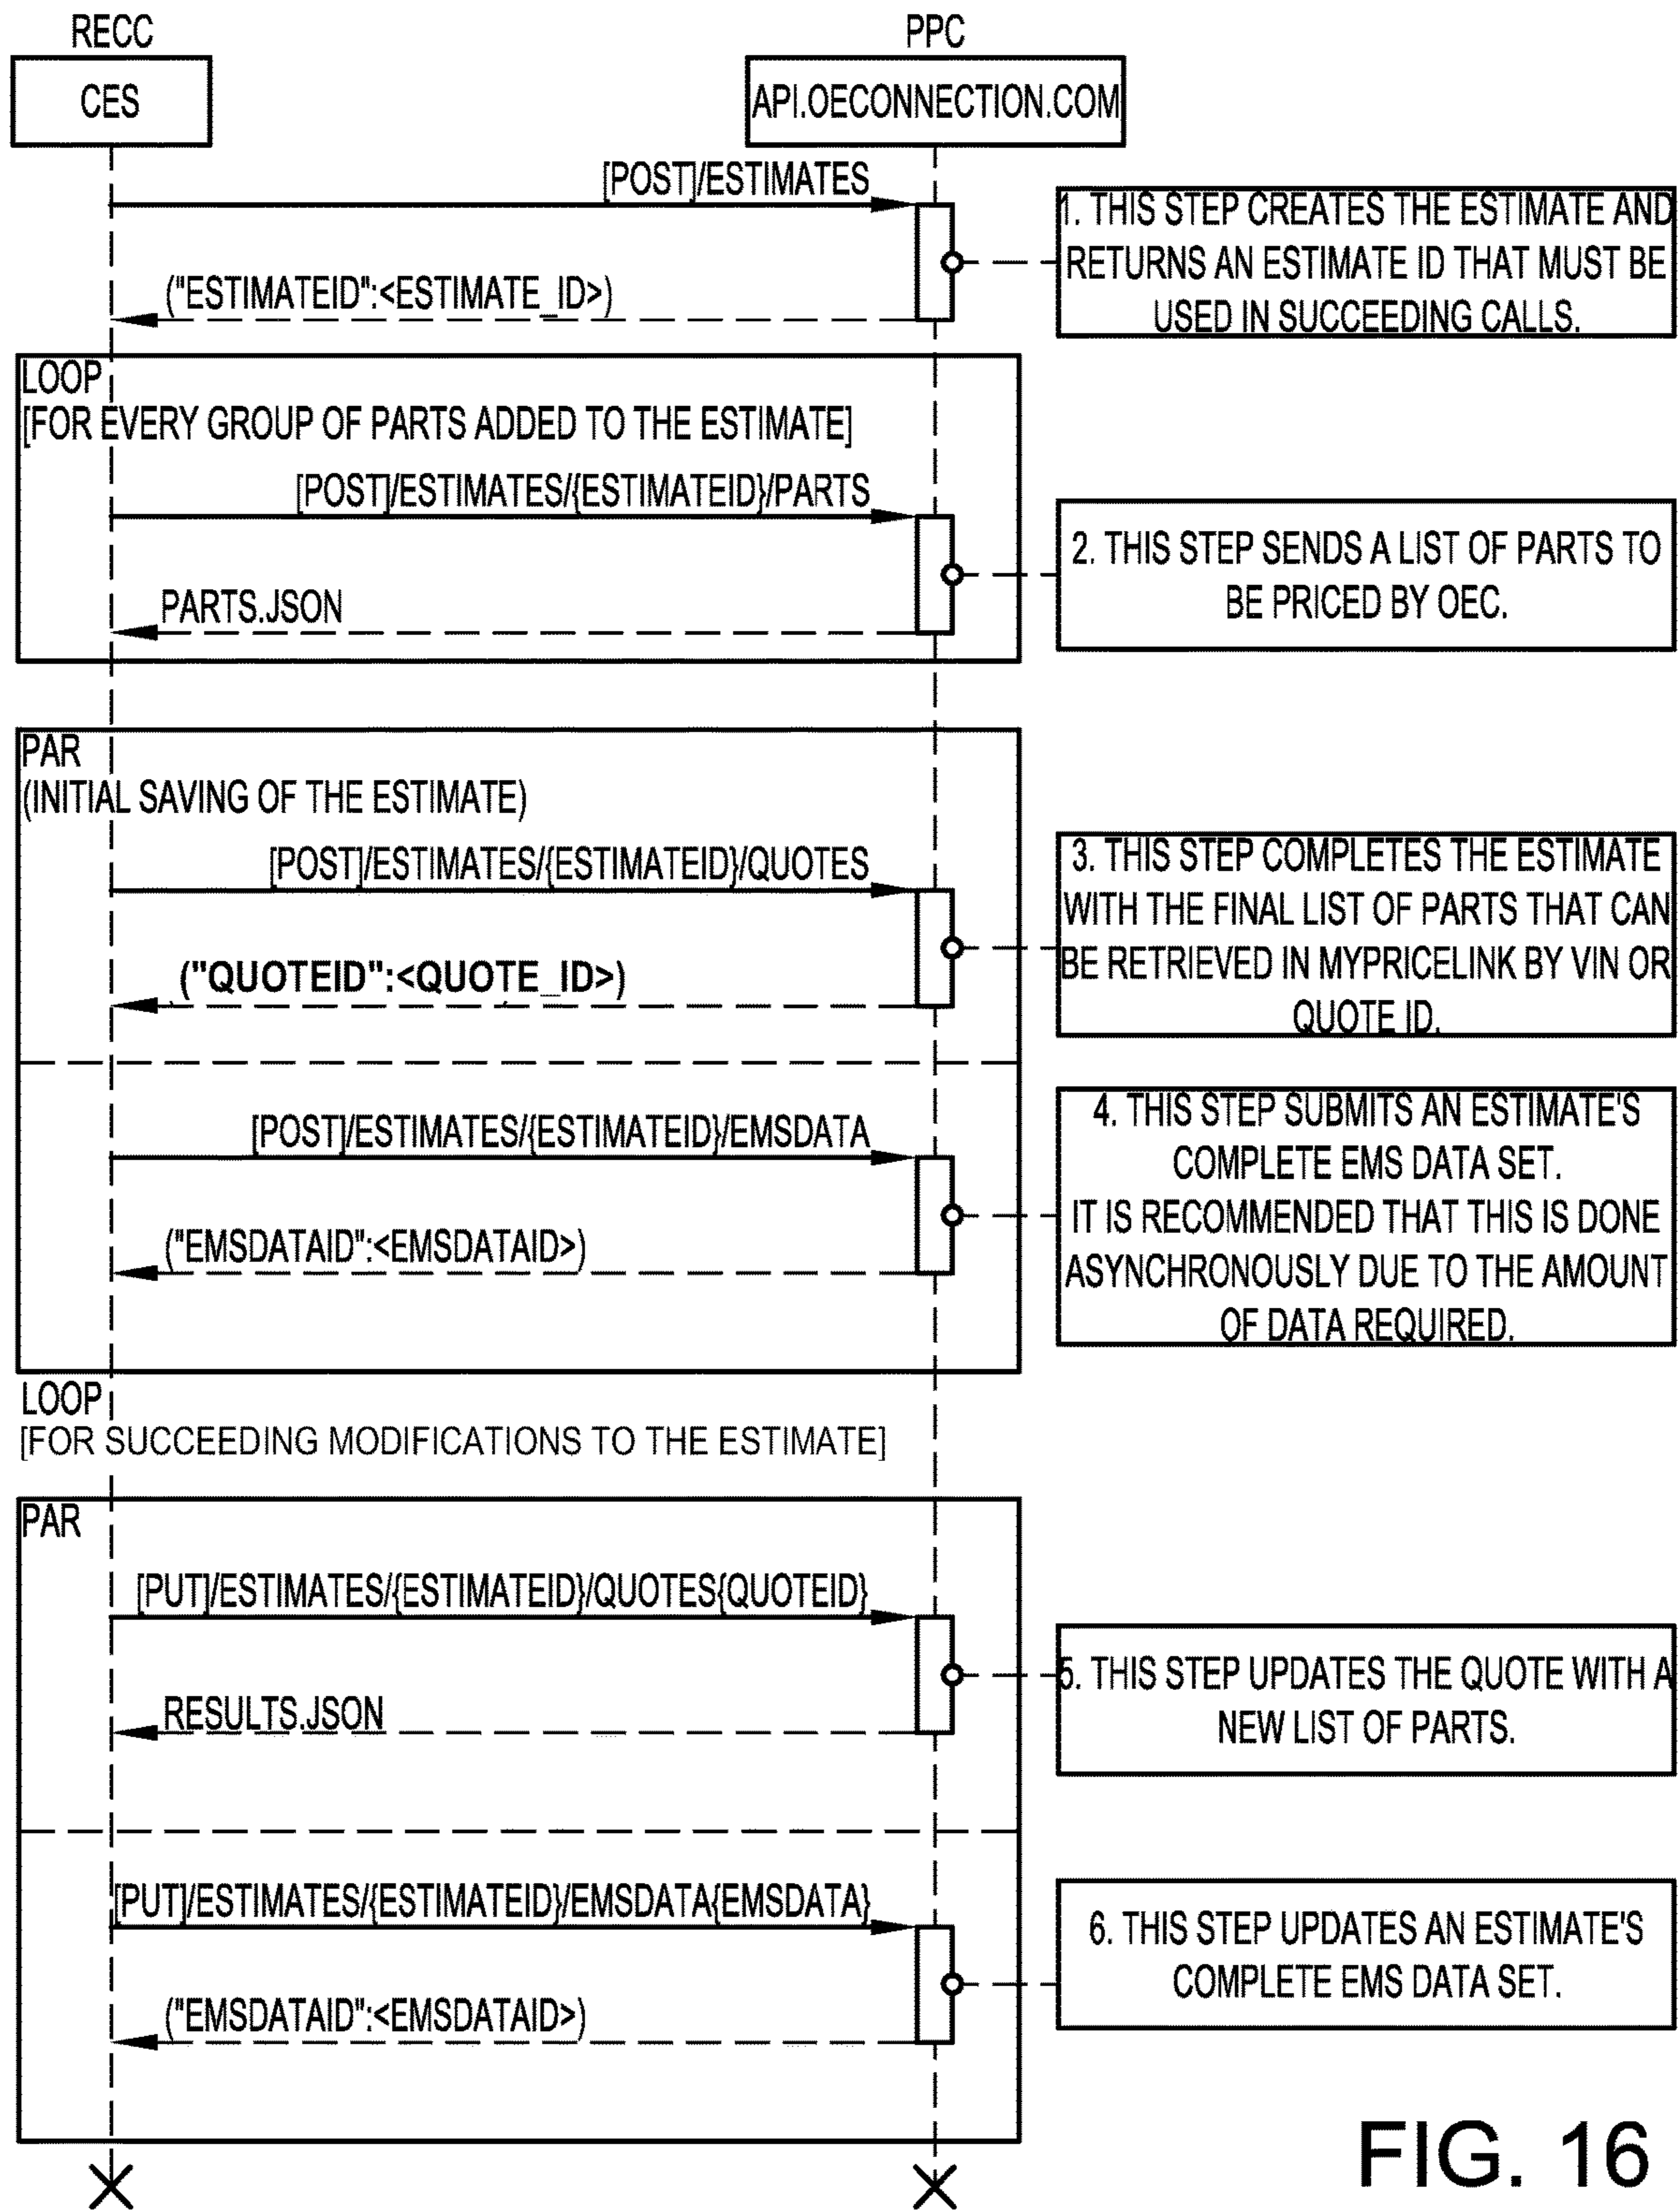 RECC
PPC
CES
API.OECONNECTION.COM
[POST]/ESTIMATES
1. THIS STEP CREATES THE ESTIMATE AND
RETURNS AN ESTIMATE ID THAT MUST BE
USED IN SUCCEEDING CALLS.
("ESTIMATEID":<ESTIMATE_ID>)
LOOP
[FOR EVERY GROUP OF PARTS ADDED TO THE ESTIMATE]
[POST]/ESTIMATES/{ESTIMATEID}/PARTS
2. THIS STEP SENDS A LIST OF PARTS TO
BE PRICED BY OEC.
PARTS.JSON
PAR
(INITIAL SAVING OF THE ESTIMATE)
[POST]/ESTIMATES/{ESTIMATEID}/QUOTES
3. THIS STEP COMPLETES THE ESTIMATE
WITH THE FINAL LIST OF PARTS THAT CAN
BE RETRIEVED IN MYPRICELINK BY VIN OR
QUOTE ID.
("QUOTEID":<QUOTE_ID>)
[POST]/ESTIMATES/{ESTIMATEID}/EMSDATA
4. THIS STEP SUBMITS AN ESTIMATE'S
COMPLETE EMS DATA SET.
IT IS RECOMMENDED THAT THIS IS DONE
ASYNCHRONOUSLY DUE TO THE AMOUNT
OF DATA REQUIRED.
("EMSDATAID":<EMSDATAID>)
LOOP
[FOR SUCCEEDING MODIFICATIONS TO THE ESTIMATE]
PAR
[PUT]/ESTIMATES/{ESTIMATEID}/QUOTES{QUOTEID}
5. THIS STEP UPDATES THE QUOTE WITH A
NEW LIST OF PARTS.
RESULTS.JSON
[PUT]/ESTIMATES/{ESTIMATEID}/EMSDATA{EMSDATA}
6. THIS STEP UPDATES AN ESTIMATE'S
COMPLETE EMS DATA SET.
("EMSDATAID":<EMSDATAID>)
FIG. 16